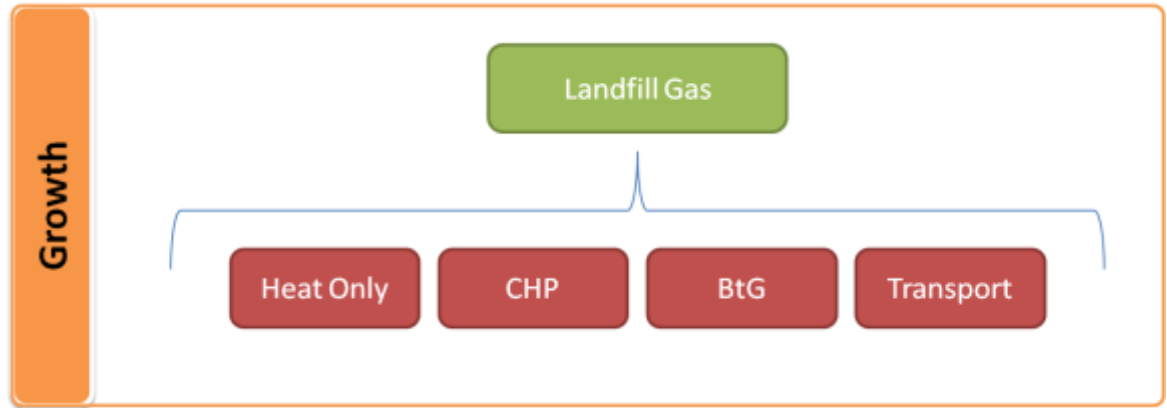 Growth
Landfill Gas
Heat Only
CHP
BtG
Transport